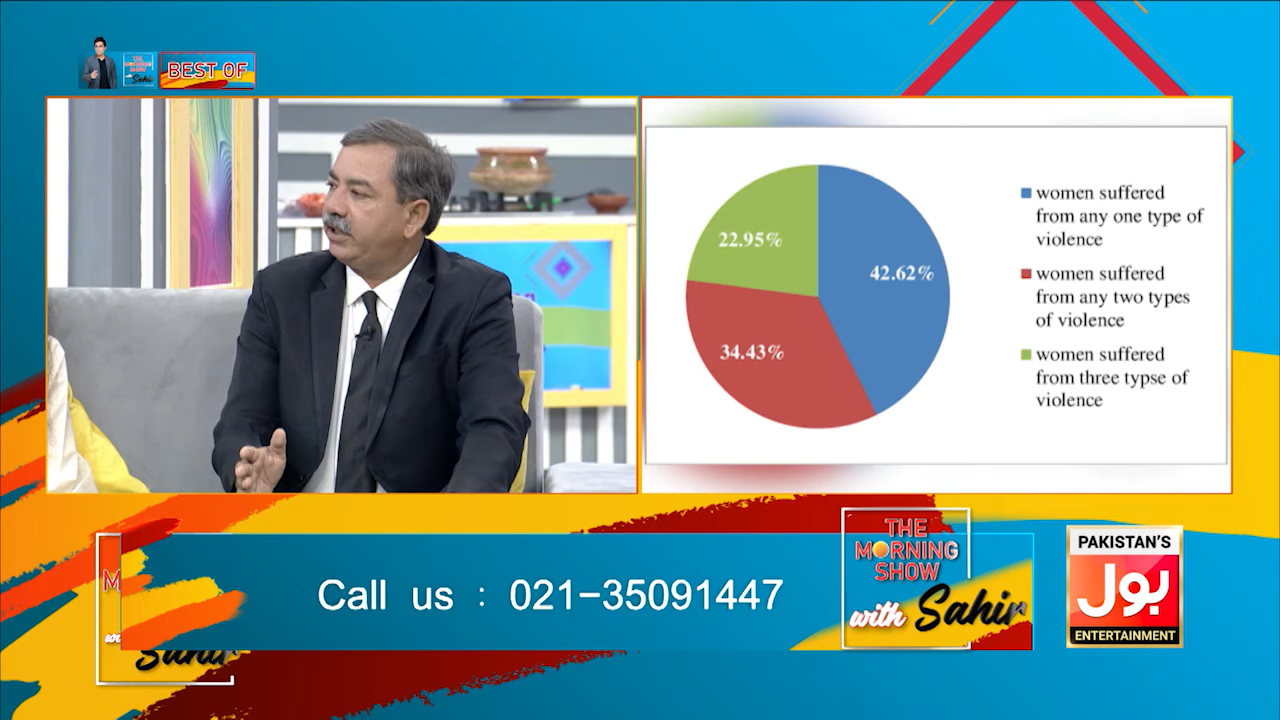 BEST OF
22.95%
42.62%
34.43%
women suffered
from any one type of
violence
women suffered
from any two types
of violence
women suffered
from three typse of
violence
Call us : 021-35091447
THE
MORNING
SHOW
with Sahir
PAKISTAN'S
بول
ENTERTAINMENT